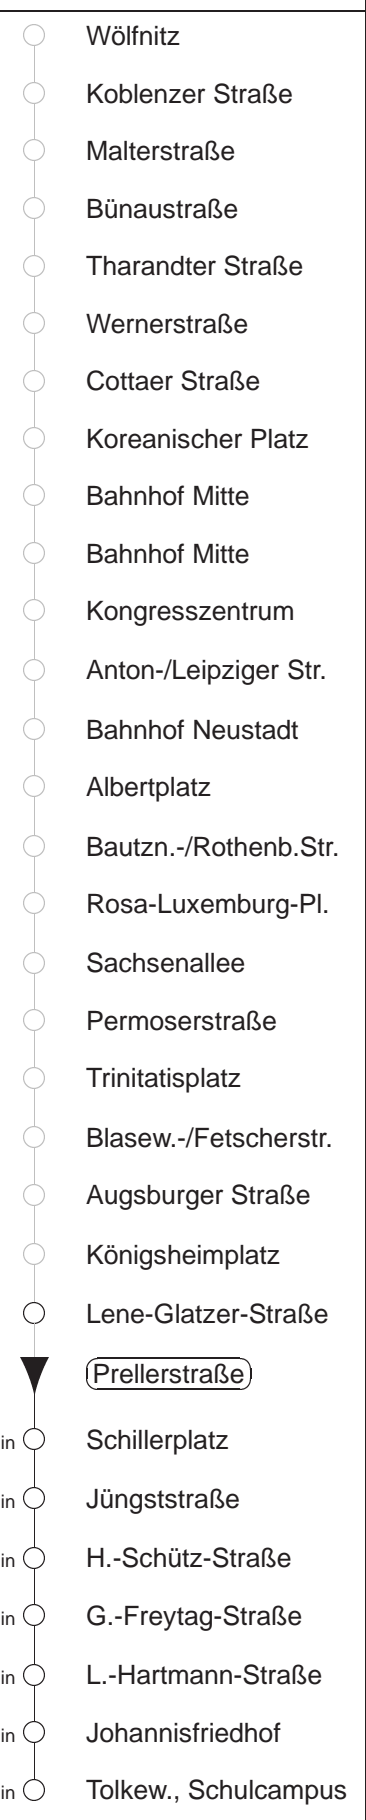 Wölfnitz
Koblenzer Straße
Malterstraße
Bünaustraße
Tharandter Straße
Wernerstraße
Cottaer Straße
Koreanischer Platz
Bahnhof Mitte
Bahnhof Mitte
Kongresszentrum
Anton-/Leipziger Str.
Bahnhof Neustadt
Albertplatz
Bautzn.-/Rothenb.Str.
Rosa-Luxemburg-Pl.
Sachsenallee
Permoserstraße
Trinitatisplatz
Blasew.-/Fetscherstr.
Augsburger Straße
Königsheimplatz
Lene-Glatzer-Straße
Prellerstraße
in Schillerplatz
in Jüngststraße
in H.-Schütz-Straße
in G.-Freytag-Straße
in L.-Hartmann-Straße
in Johannisfriedhof
in Tolkew., Schulcampus